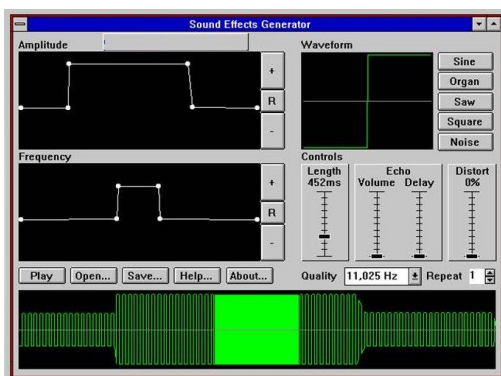 Sound Effects Generator
Amplitude
Waveform
+
R
-
Sine
Organ
Saw
Square
Noise
Frequency
+
R
-
Controls
Length
452ms
Echo
Volume Delay
Distort
0%
Play Open... Save... Help... About...
Quality 11,025 Hz Repeat 1